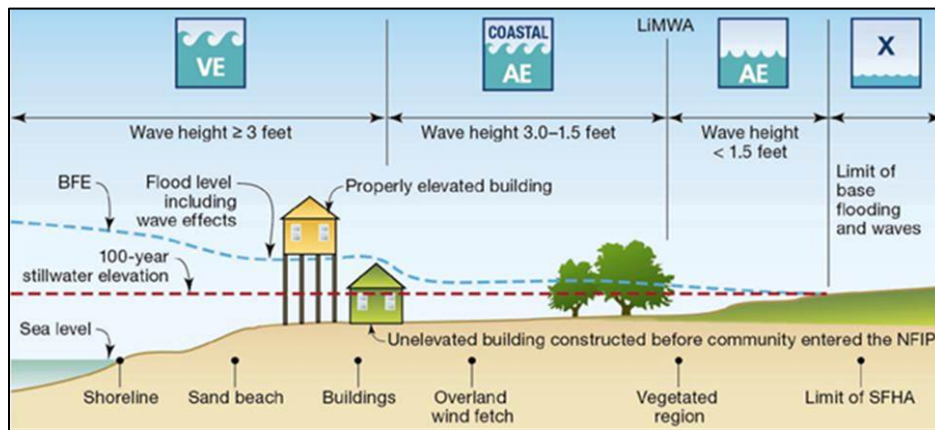 VE
COASTAL
AE
LiMWA
AE
X
Wave height ≥ 3 feet
Wave height 3.0–1.5 feet
Wave height
< 1.5 feet
BFE
Flood level
including
wave effects
Properly elevated building
Limit of
base
flooding
and waves
100-year
stillwater elevation
Sea level
Unelevated building constructed before community entered the NFIP
Shoreline
Sand beach
Buildings
Overland
wind fetch
Vegetated
region
Limit of SFHA